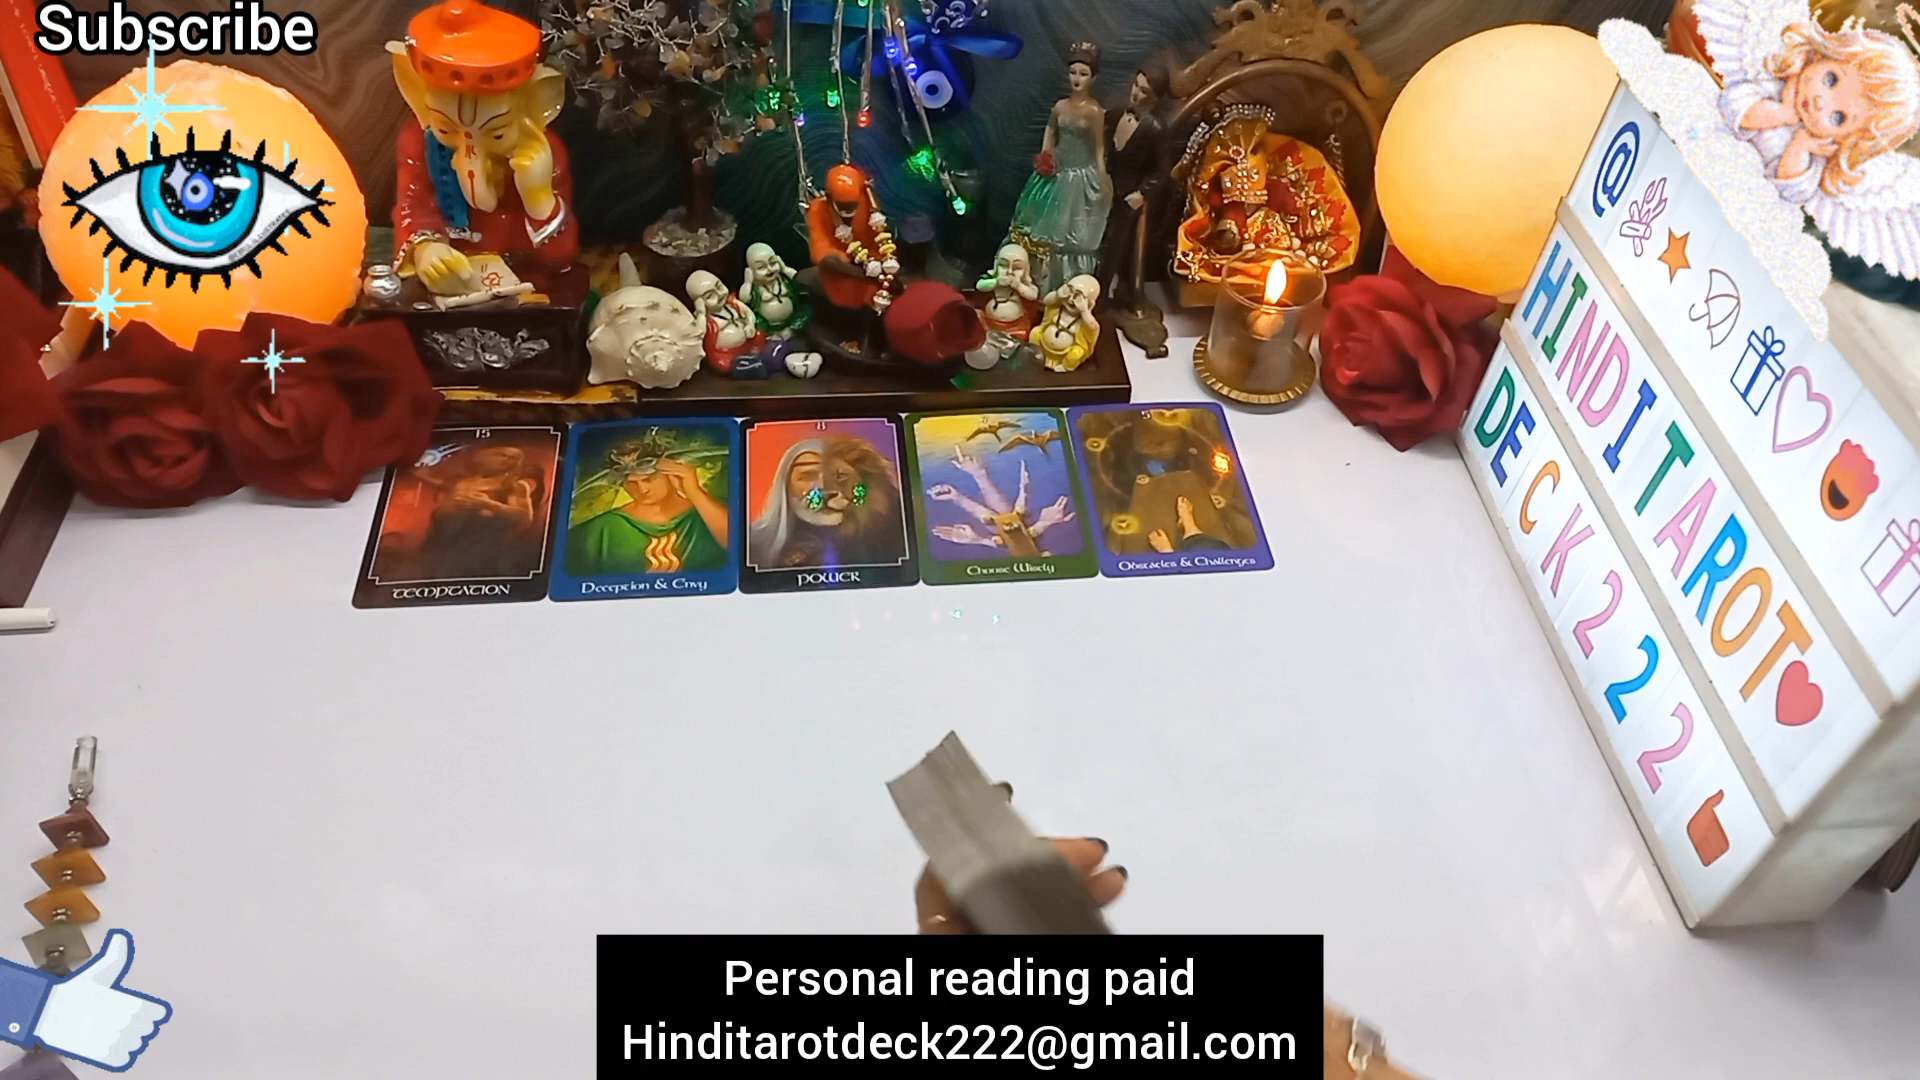 Subscribe
@
HINDI TAROT
DECK 222
15
TEMPTATION
7
Deception & Envy
8
POWER
Choose Wisely
5
Obstacles & Challenges
Personal reading paid
Hinditarotdeck222@gmail.com